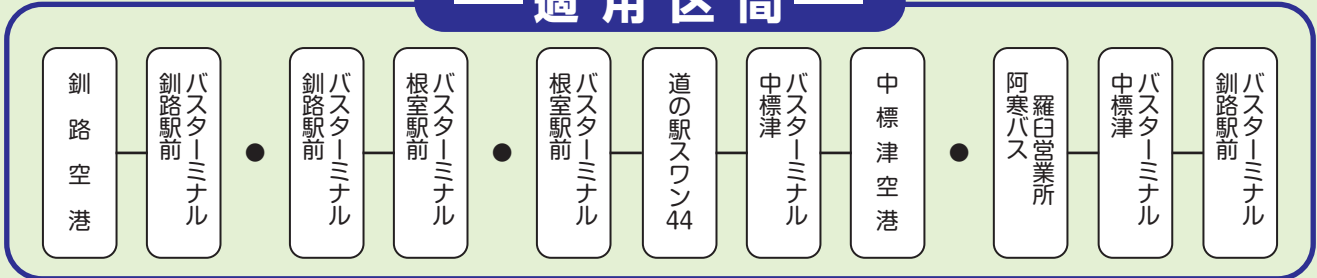 適用区間
釧路空港
釧路駅前
バスターミナル
釧路駅前
バスターミナル
根室駅前
バスターミナル
根室駅前
バスターミナル
道の駅スワン44
中標津
バスターミナル
中標津空港
阿寒バス
羅臼営業所
中標津
バスターミナル
釧路駅前
バスターミナル